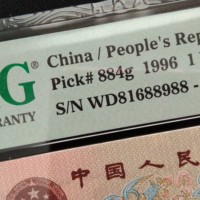 G®
China / People's Rep
Pick# 884g 1996 1
S/N WD81688988 -
RANTY
中国人民